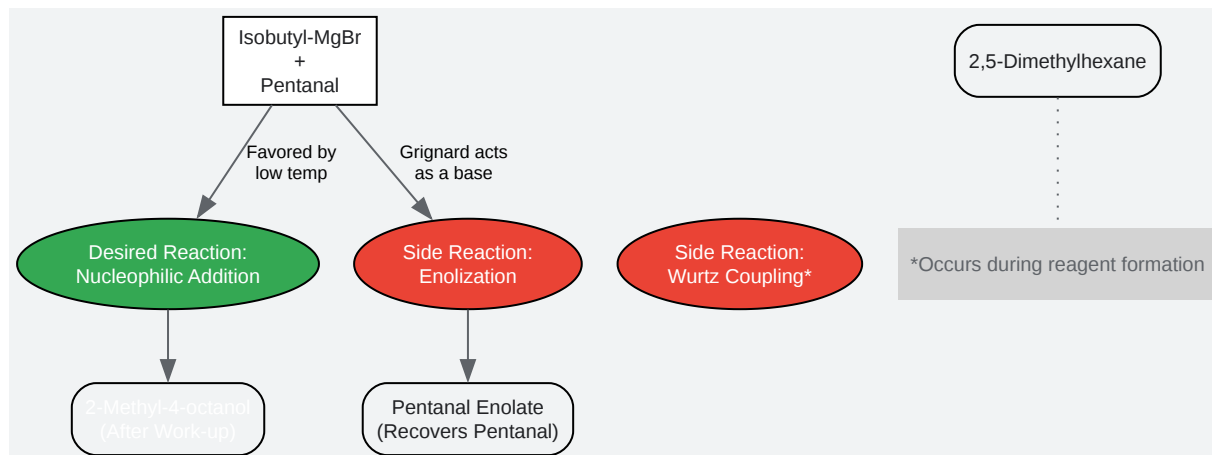 Isobutyl-MgBr
+
Pentanal
2,5-Dimethylhexane
Favored by
low temp
Grignard acts
as a base
Desired Reaction:
Nucleophilic Addition
Side Reaction:
Enolization
Side Reaction:
Wurtz Coupling*
*Occurs during reagent formation
2-Methyl-4-octanol
(After Work-up)
Pentanal Enolate
(Recovers Pentanal)